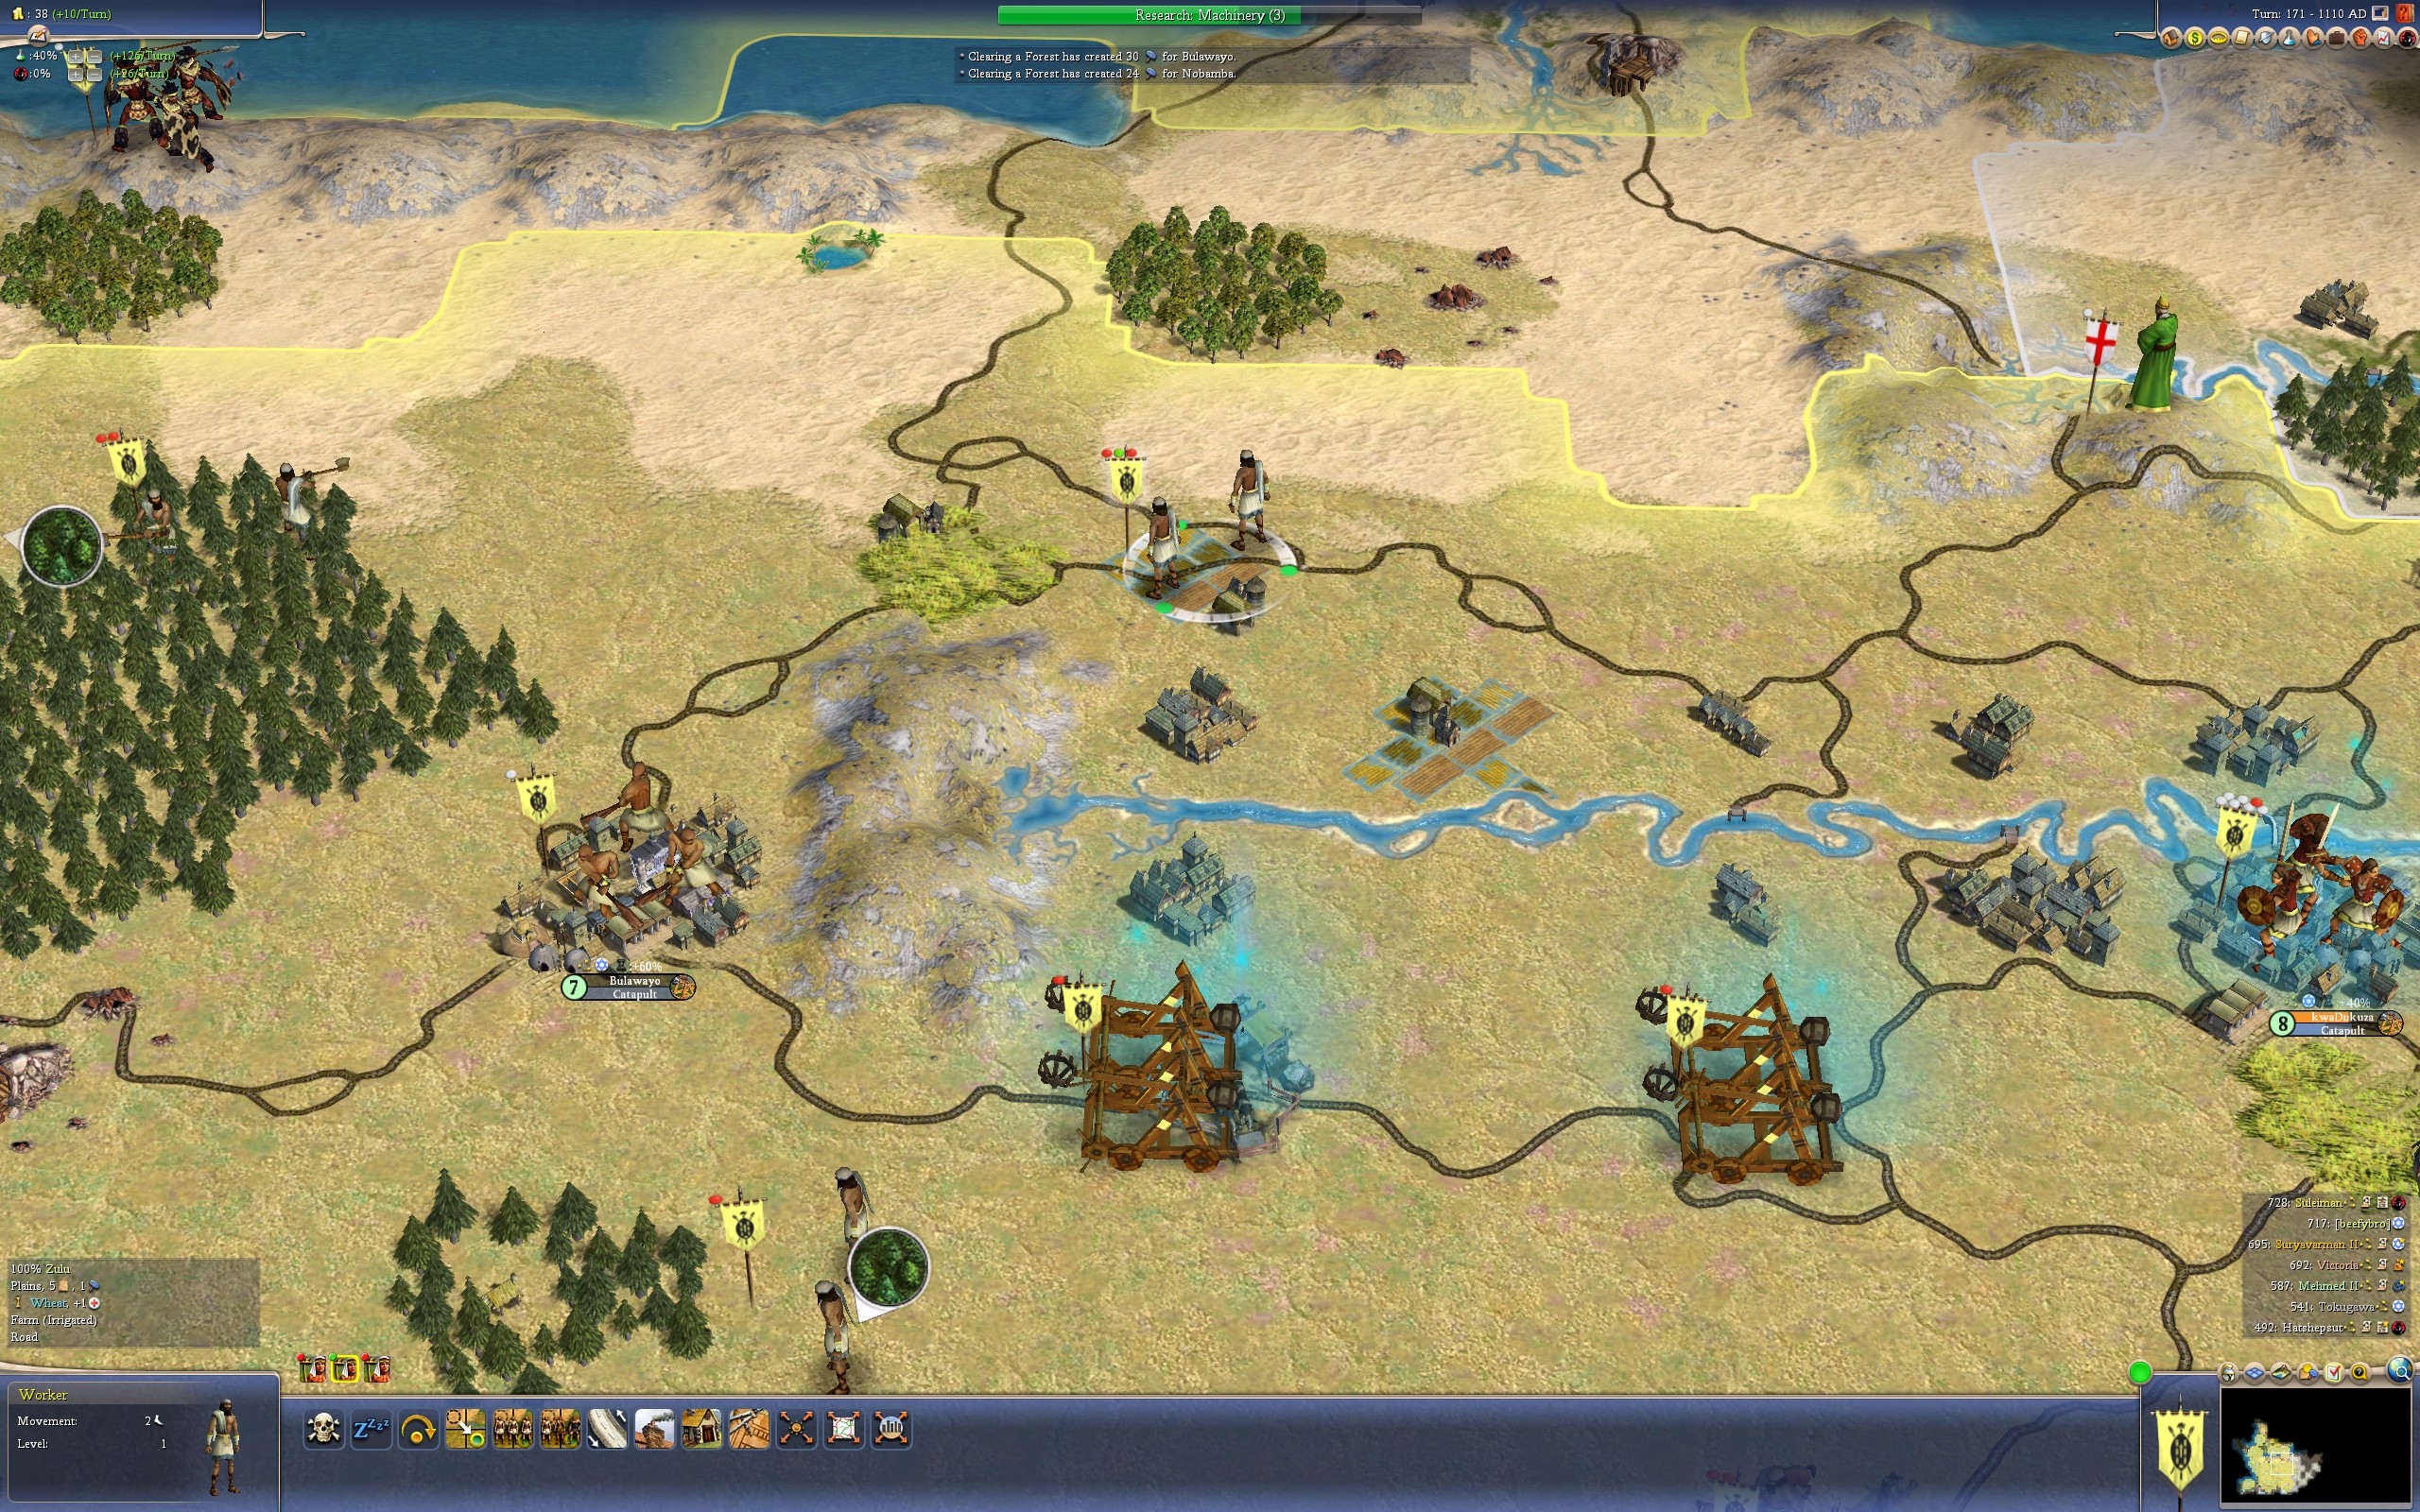 : 38 (+10/Turn)
Research: Machinery (3)
Turn: 171 - 1110 AD
:40% (+126/Turn)
:0% (+26/Turn)
• Clearing a Forest has created 30 for Bulawayo.
• Clearing a Forest has created 24 for Nobamba.
:+60%
7 Bulawayo
Catapult
:+40%
8 kwaDukuza
Catapult
728: Suleiman
717: [beefybro]
695: Suryavarman II
692: Victoria
587: Mehmed II
541: Tokugawa
492: Hatshepsut
100% Zulu
Plains, 5 , 1
Wheat, +1
Farm (Irrigated)
Road
Worker
Movement: 2
Level: 1
ZZZZ